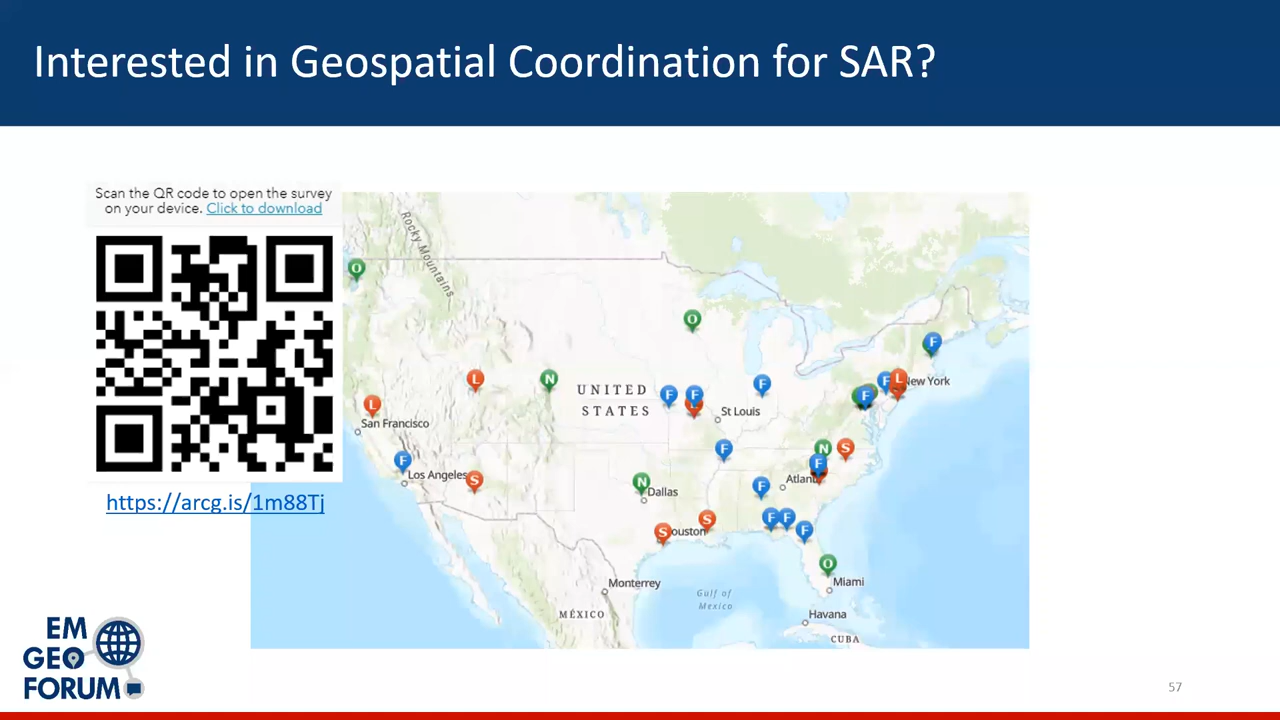 Interested in Geospatial Coordination for SAR?
Scan the QR code to open the survey
on your device. Click to download
https://arcg.is/1m88Tj
Rocky Mountains
O
O
F
L
N
UNITED
STATES
F
F
L
F
F
F
L
New York
L
San Francisco
St Louis
F
Los Angeles
S
F
N
S
F
Atlanta
F
N
Dallas
S
S
Houston
F
F
F
O
Miami
Monterrey
MÉXICO
Gulf of
Mexico
Havana
CUBA
EM
GEO
FORUM
57